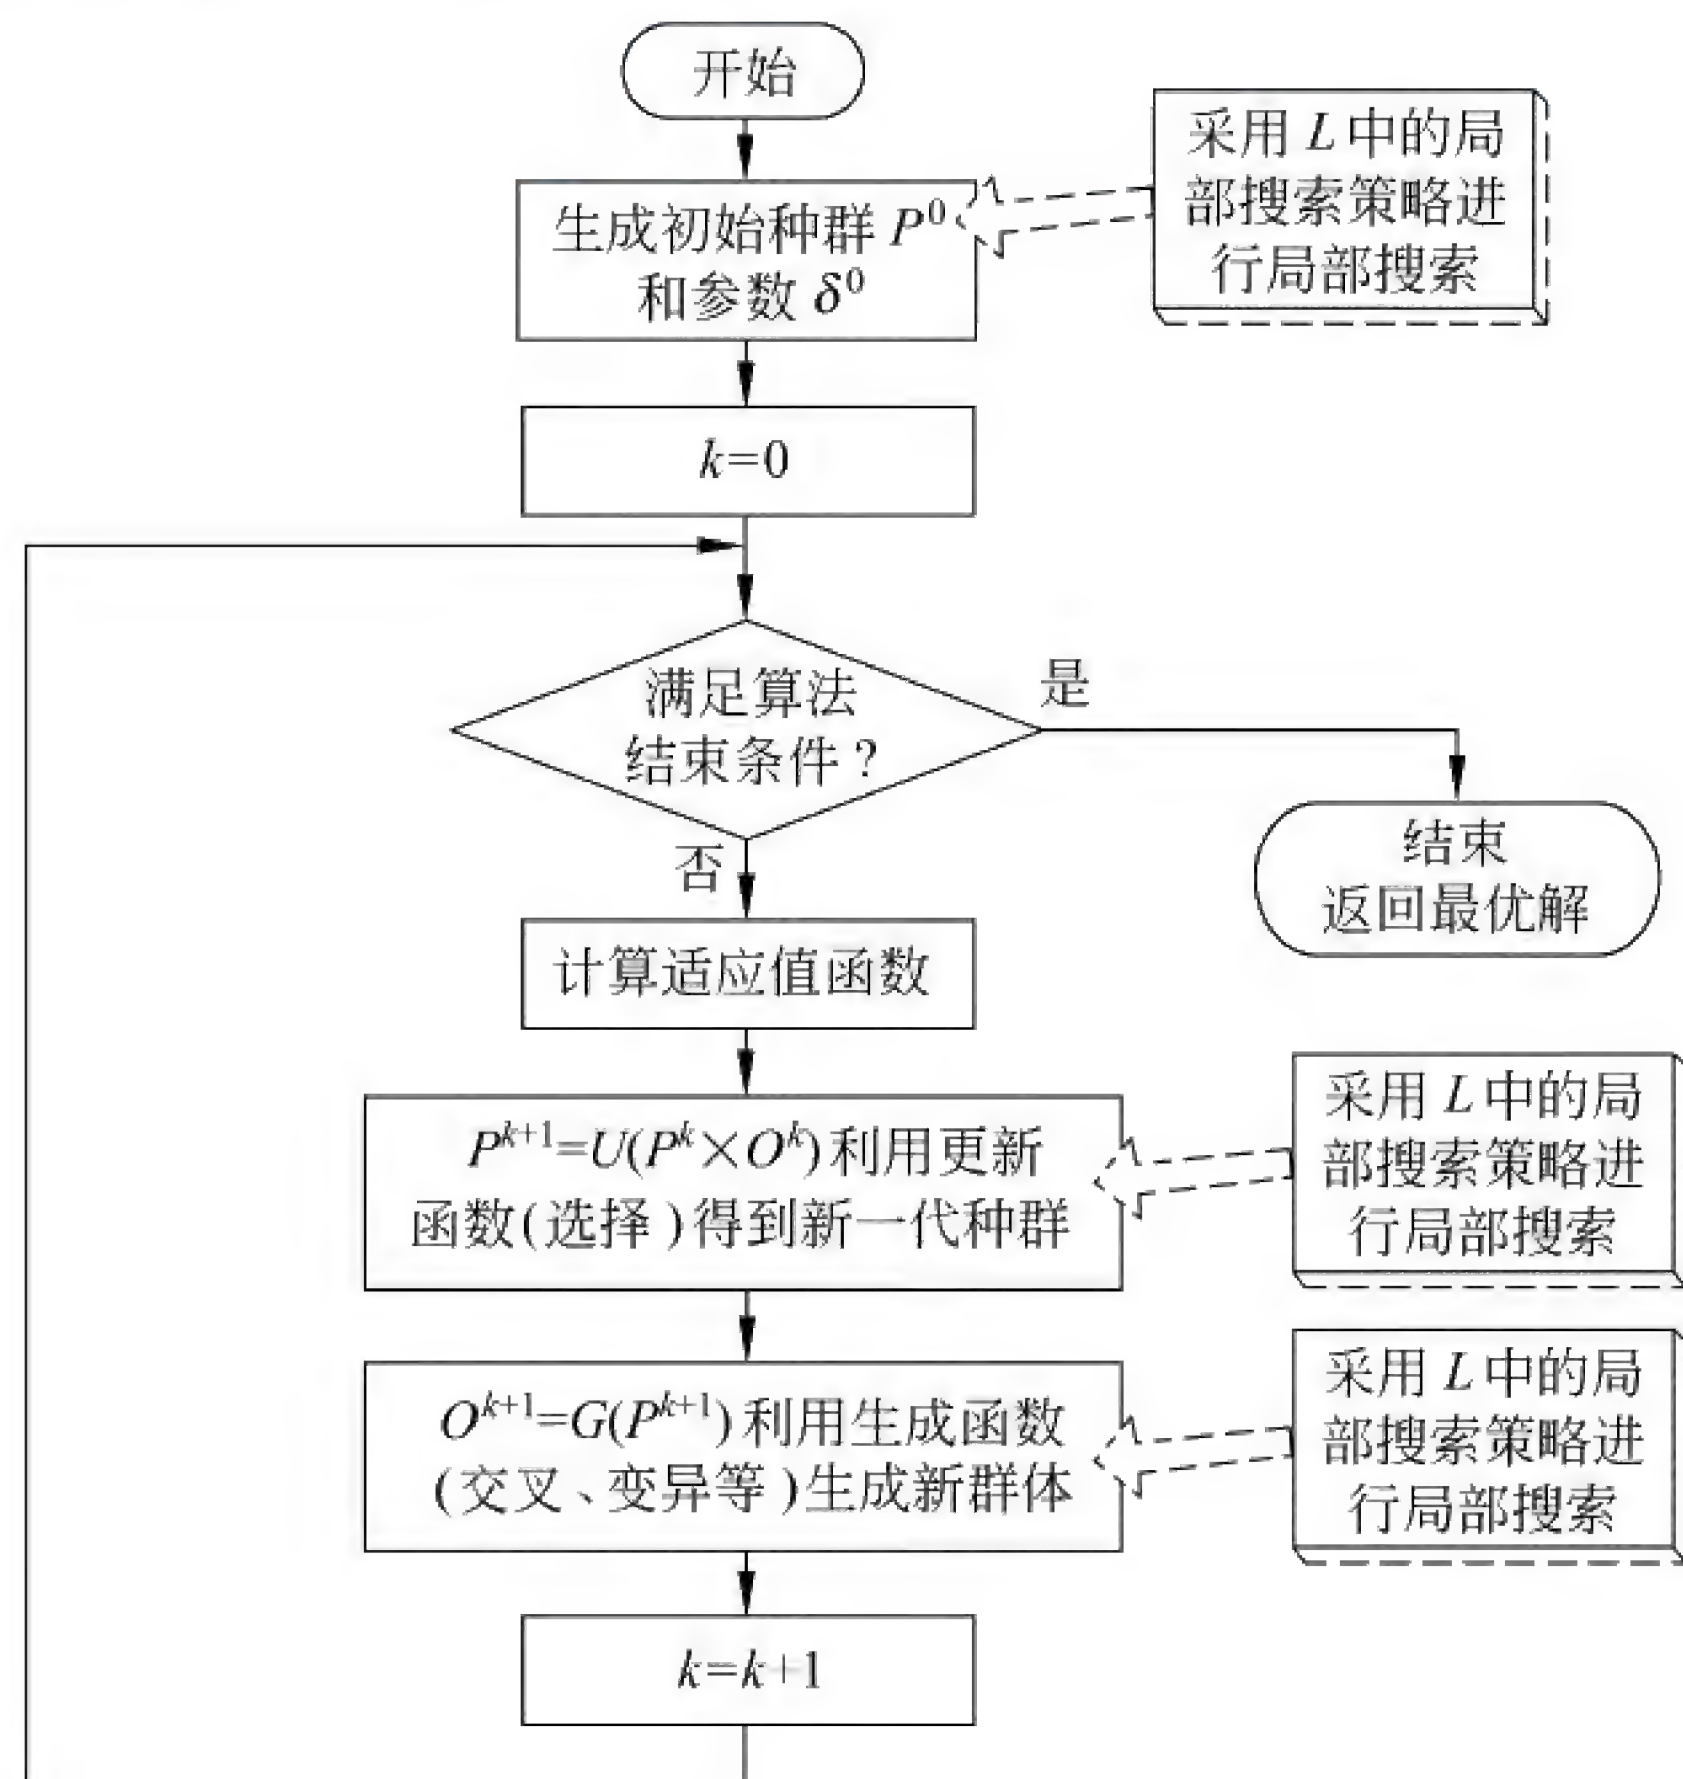 开始
采用 L 中的局
部搜索策略进
行局部搜索
生成初始种群 P⁰
和参数 δ⁰
k=0
满足算法
结束条件？
是
否
结束
返回最优解
计算适应值函数
Pᵏ⁺¹=U(Pᵏ×Oᵏ)利用更新
函数(选择)得到新一代种群
采用 L 中的局
部搜索策略进
行局部搜索
Oᵏ⁺¹=G(Pᵏ⁺¹)利用生成函数
(交叉、变异等)生成新群体
采用 L 中的局
部搜索策略进
行局部搜索
k=k+1